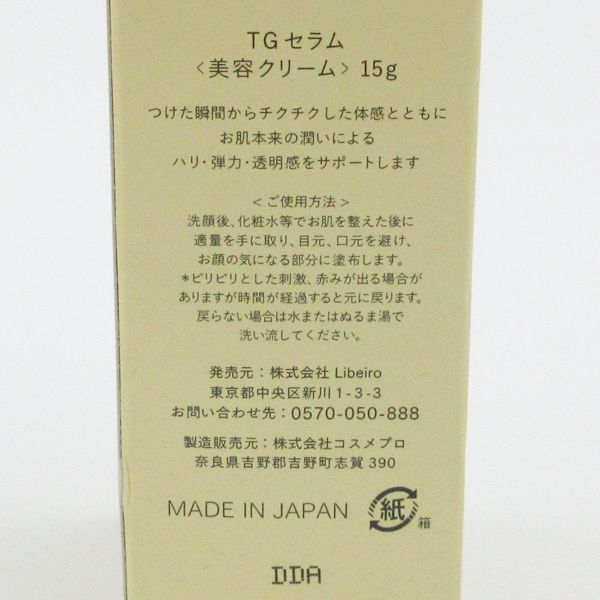 TGセラム
〈美容クリーム〉15g
つけた瞬間からチクチクした体感とともに
お肌本来の潤いによる
ハリ・弾力・透明感をサポートします
<ご使用方法>
洗顔後、化粧水等でお肌を整えた後に
適量を手に取り、目元、口元を避け、
お顔の気になる部分に塗布します。
*ピリピリとした刺激、赤みが出る場合が
ありますが時間が経過すると元に戻ります。
戻らない場合は水またはぬるま湯で
洗い流してください。
発売元：株式会社Libeiro
東京都中央区新川1-3-3
お問い合わせ先：0570-050-888
製造販売元：株式会社コスメプロ
奈良県吉野郡吉野町志賀390
MADE IN JAPAN 紙 箱
DDA